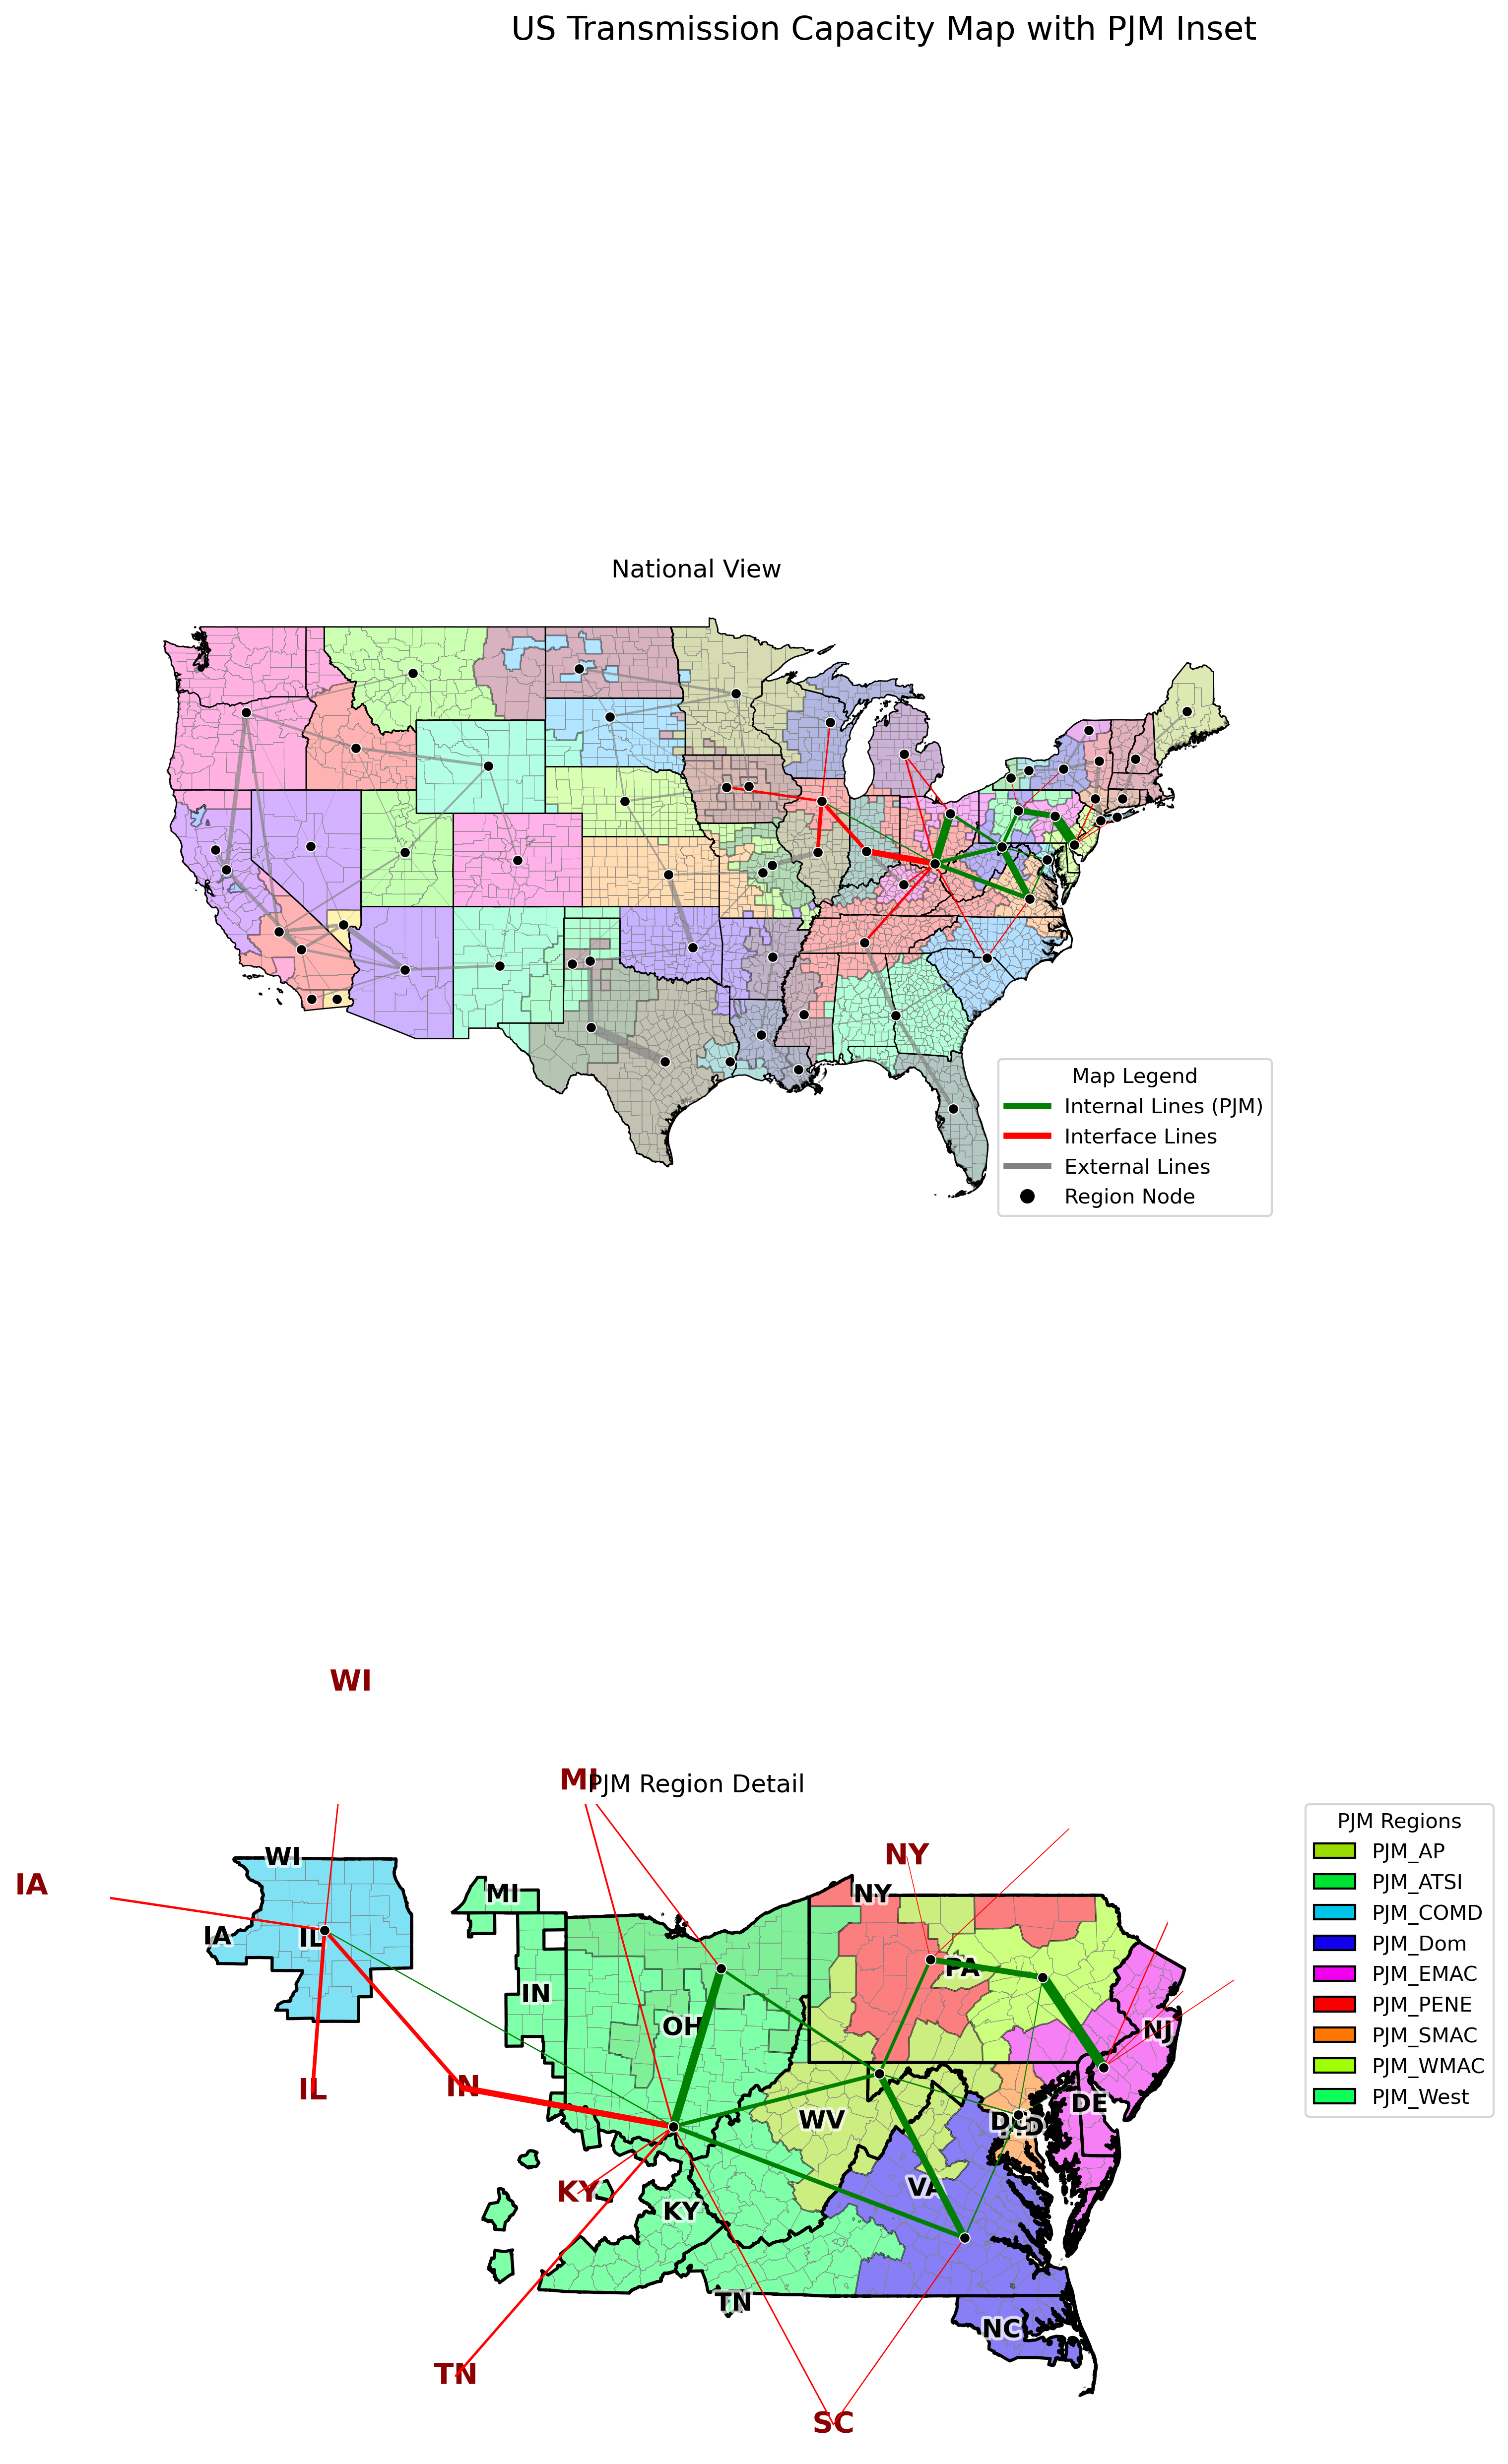 US Transmission Capacity Map with PJM Inset
National View
Map Legend
Internal Lines (PJM)
Interface Lines
External Lines
Region Node
WI
MI
PJM Region Detail
PJM Regions
PJM_AP
PJM_ATSI
PJM_COMD
PJM_Dom
PJM_EMAC
PJM_PENE
PJM_SMAC
PJM_WMAC
PJM_West
WI
NY
IA
MI
NY
IA
IL
PA
IN
OH
NJ
IL
IN
WV
DE
DC
KY
VA
KY
TN
NC
TN
SC